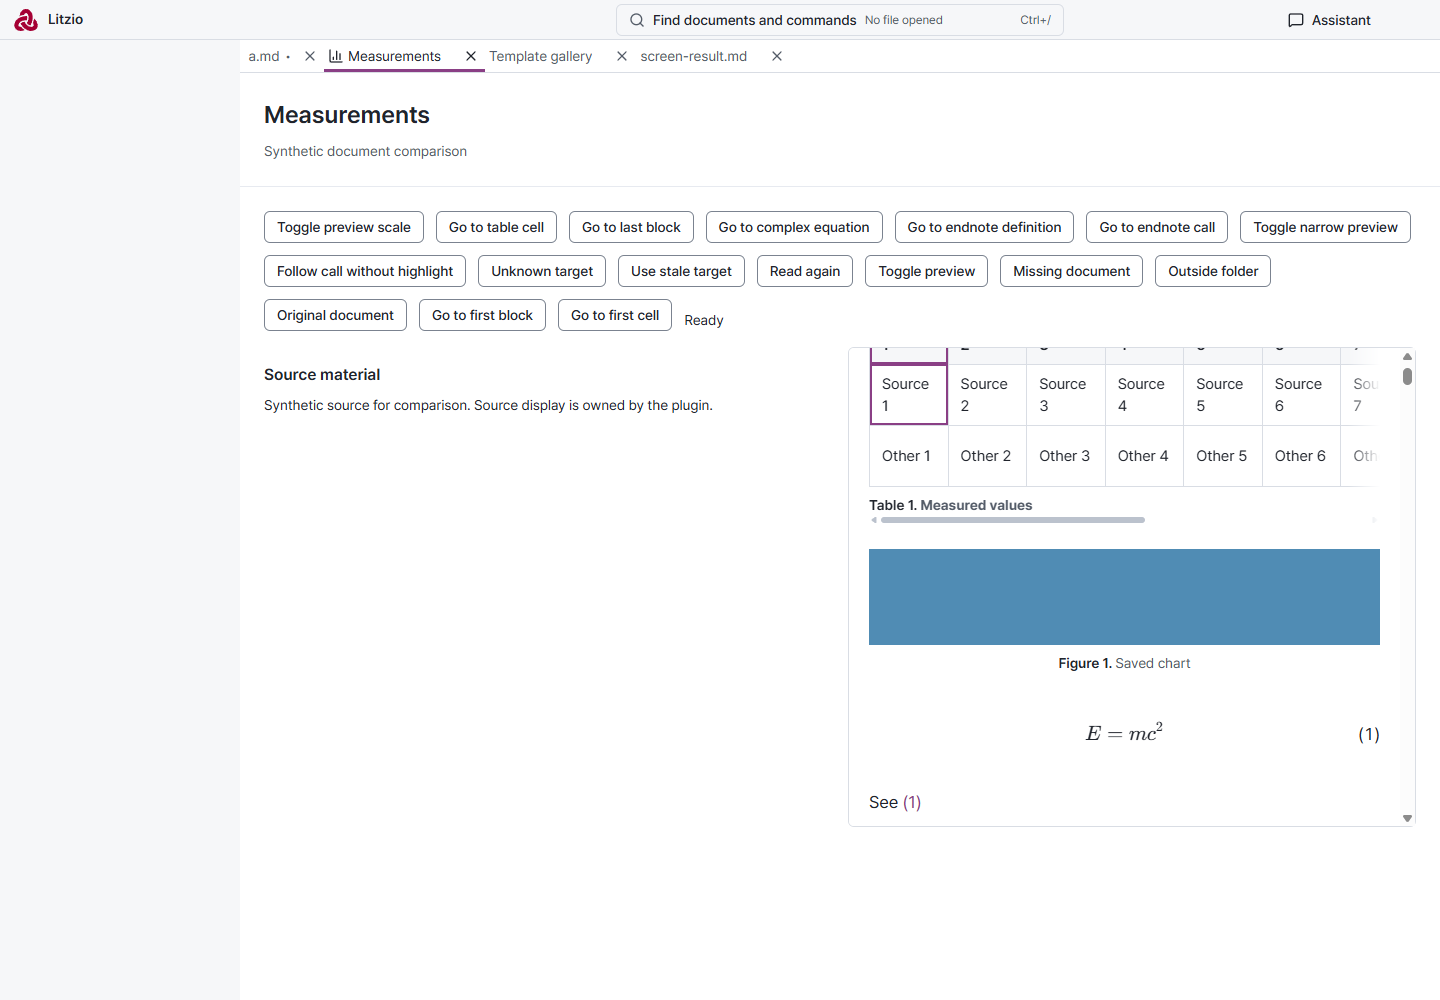 Litzio
Find documents and commands No file opened Ctrl+/
Assistant
a.md •
Measurements
Template gallery
screen-result.md
Measurements
Synthetic document comparison
Toggle preview scale
Go to table cell
Go to last block
Go to complex equation
Go to endnote definition
Go to endnote call
Toggle narrow preview
Follow call without highlight
Unknown target
Use stale target
Read again
Toggle preview
Missing document
Outside folder
Original document
Go to first block
Go to first cell
Ready
Source material
Synthetic source for comparison. Source display is owned by the plugin.
Source 1
Source 2
Source 3
Source 4
Source 5
Source 6
Sou
7
Other 1
Other 2
Other 3
Other 4
Other 5
Other 6
Oth
Table 1. Measured values
Figure 1. Saved chart
E = mc² (1)
See (1)